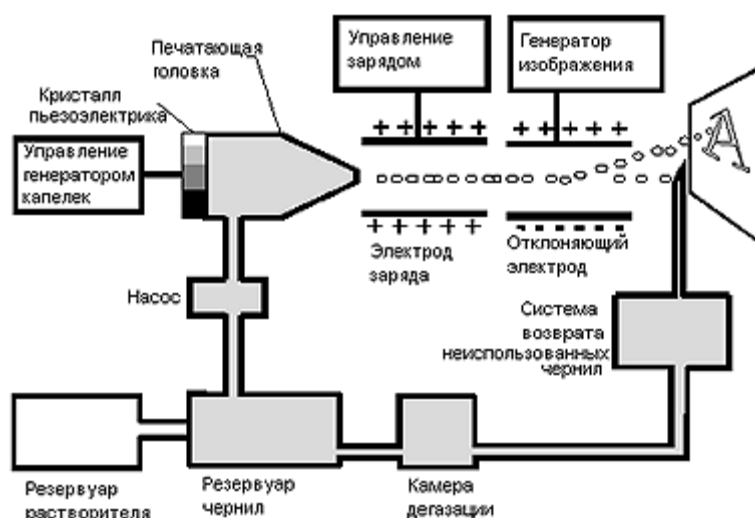 Печатающая
головка
Управление
зарядом
Генератор
изображения
Кристалл
пьезоэлектрика
Управление
генератором
капелек
A
+ + + + +
+ + + + +
+ + + + +
- - - - - -
Электрод
заряда
Отклоняющий
электрод
Насос
Система
возврата
неиспользованных
чернил
Резервуар
растворителя
Резервуар
чернил
Камера
дегазации